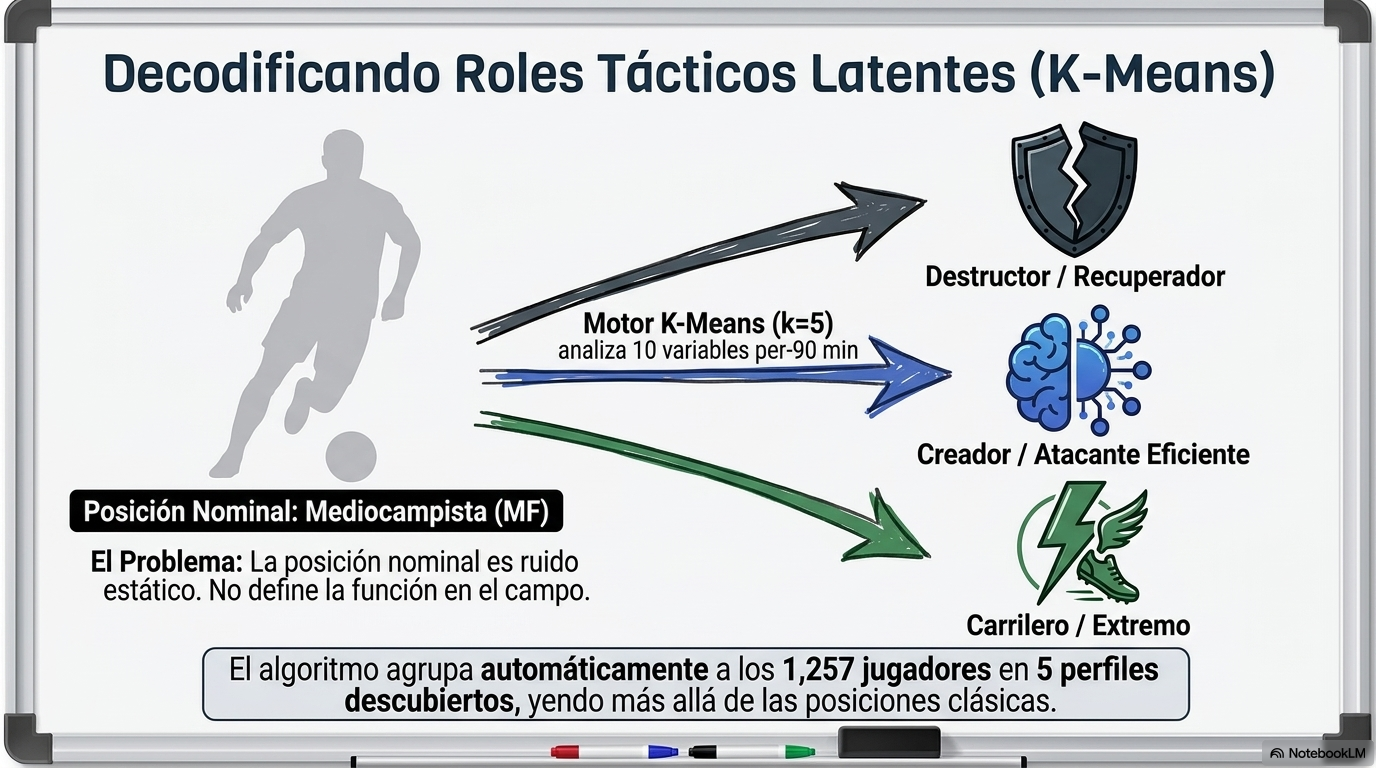 Decodificando Roles Tácticos Latentes (K-Means)
Destructor / Recuperador
Motor K-Means (k=5)
analiza 10 variables per-90 min
Creador / Atacante Eficiente
Posición Nominal: Mediocampista (MF)
El Problema: La posición nominal es ruido
estático. No define la función en el campo.
Carrilero / Extremo
El algoritmo agrupa automáticamente a los 1,257 jugadores en 5 perfiles
descubiertos, yendo más allá de las posiciones clásicas.
NotebookLM